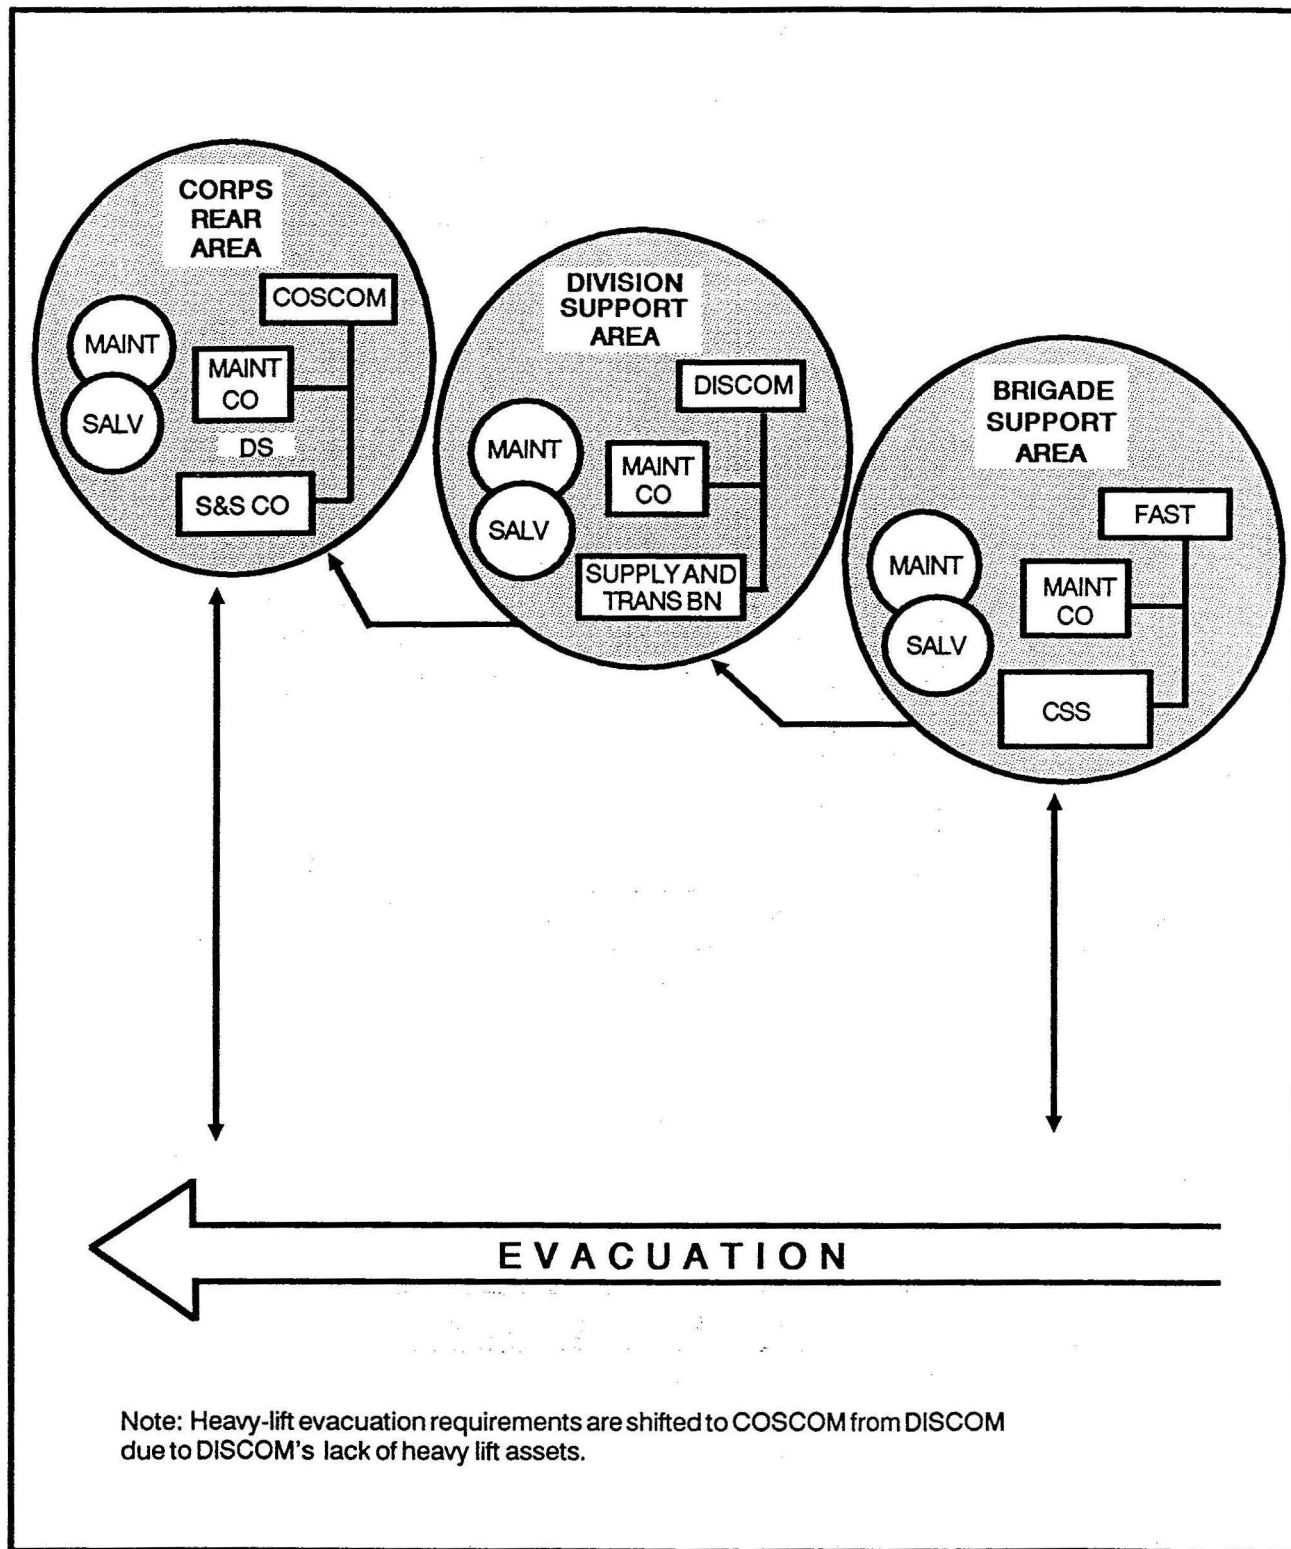 CORPS
REAR
AREA
COSCOM
MAINT
MAINT
CO
SALV
DS
S&S CO
DIVISION
SUPPORT
AREA
DISCOM
MAINT
MAINT
CO
SALV
SUPPLY AND
TRANS BN
BRIGADE
SUPPORT
AREA
FAST
MAINT
MAINT
CO
SALV
CSS
EVACUATION
Note: Heavy-lift evacuation requirements are shifted to COSCOM from DISCOM
due to DISCOM's lack of heavy lift assets.